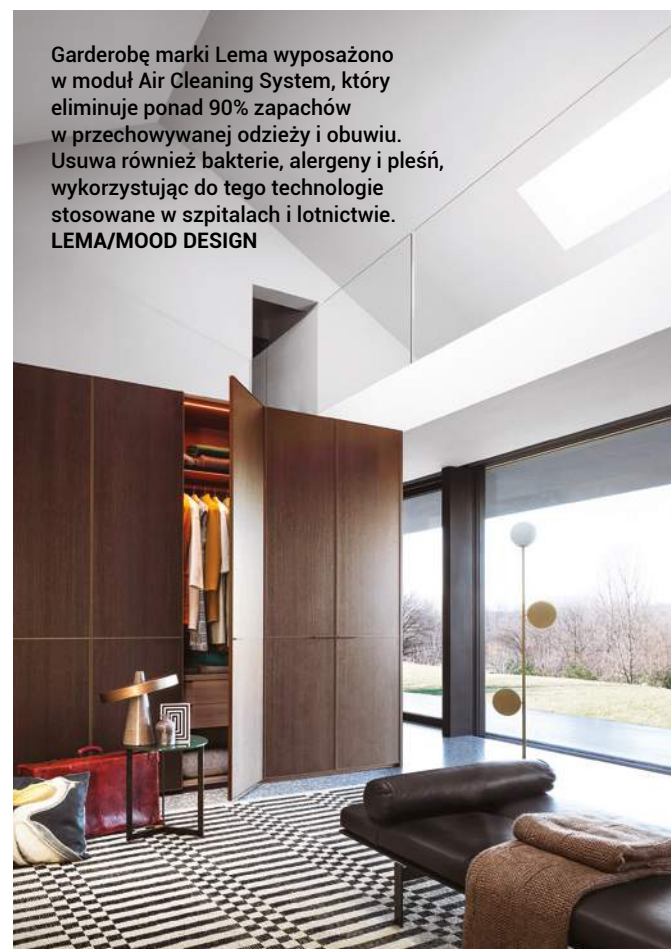 Garderobę marki Lema wyposażono
w moduł Air Cleaning System, który
eliminuje ponad 90% zapachów
w przechowywanej odzieży i obuwiu.
Usuwa również bakterie, alergeny i pleśń,
wykorzystując do tego technologie
stosowane w szpitalach i lotnictwie.
LEMA/MOOD DESIGN